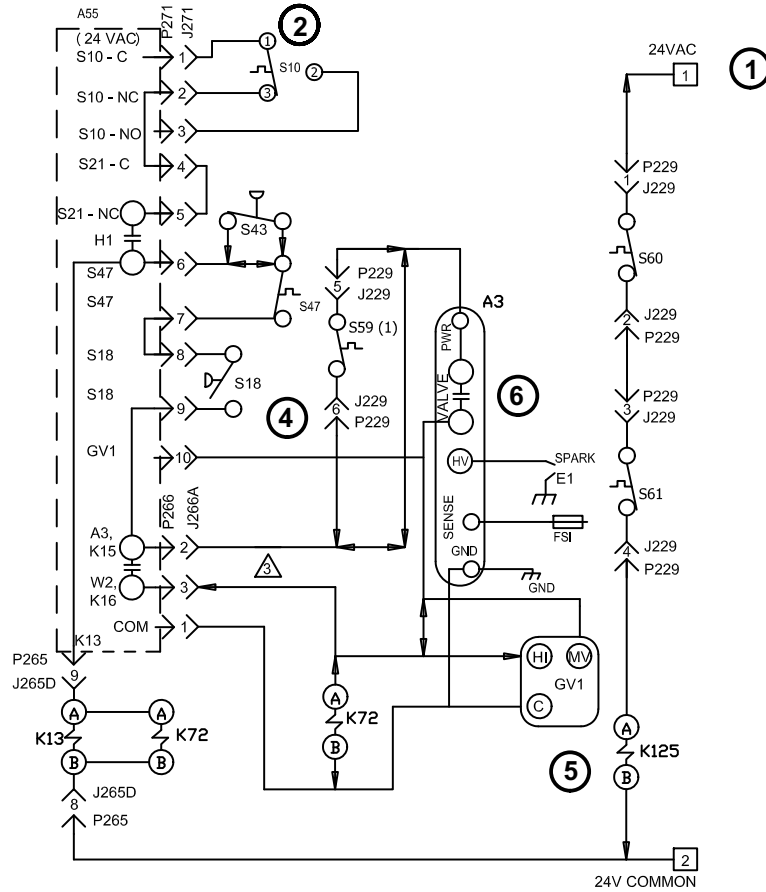 A55
(24 VAC)
P271
J271
S10 - C
1
1
2
S10
2
3
S10 - NC
2
S10 - NO
3
S21 - C
4
S21 - NC
5
H1
S47
6
S43
S47
7
S47
S18
8
S18
S18
9
GV1
10
P266
J266A
A3,
K15
2
3
W2,
K16
3
COM
1
K13
P265
9
J265D
A
A
K13
K72
B
B
J265D
8
P265
P229
5
J229
S59 (1)
4
J229
6
P229
A
K72
B
A3
PWR
VALVE
6
HV
SPARK
E1
SENSE
FSI
GND
GND
HI
MV
GV1
C
5
24VAC
1
1
P229
1
J229
S60
2
J229
P229
P229
3
J229
S61
4
J229
P229
A
K125
B
2
24V COMMON